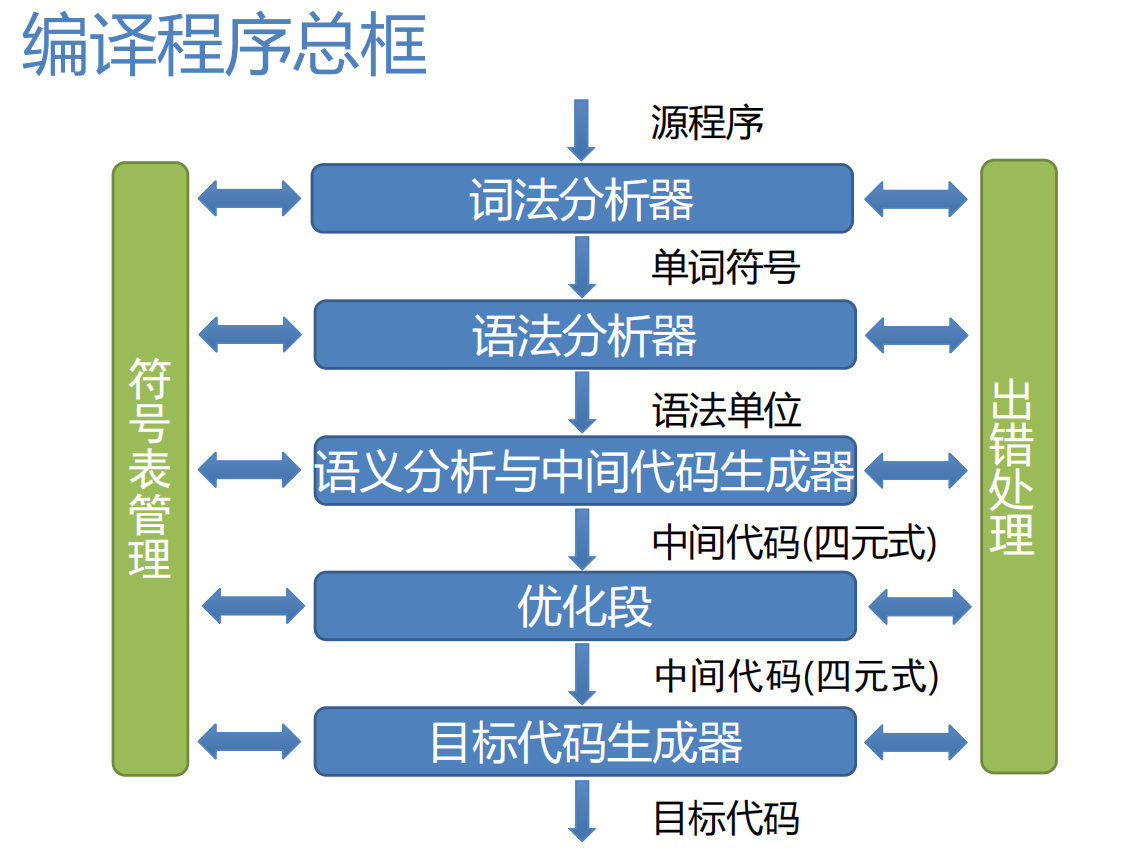 编译程序总框
源程序
词法分析器
单词符号
语法分析器
语法单位
语义分析与中间代码生成器
中间代码(四元式)
优化段
中间代码(四元式)
目标代码生成器
目标代码
符号表管理
出错处理